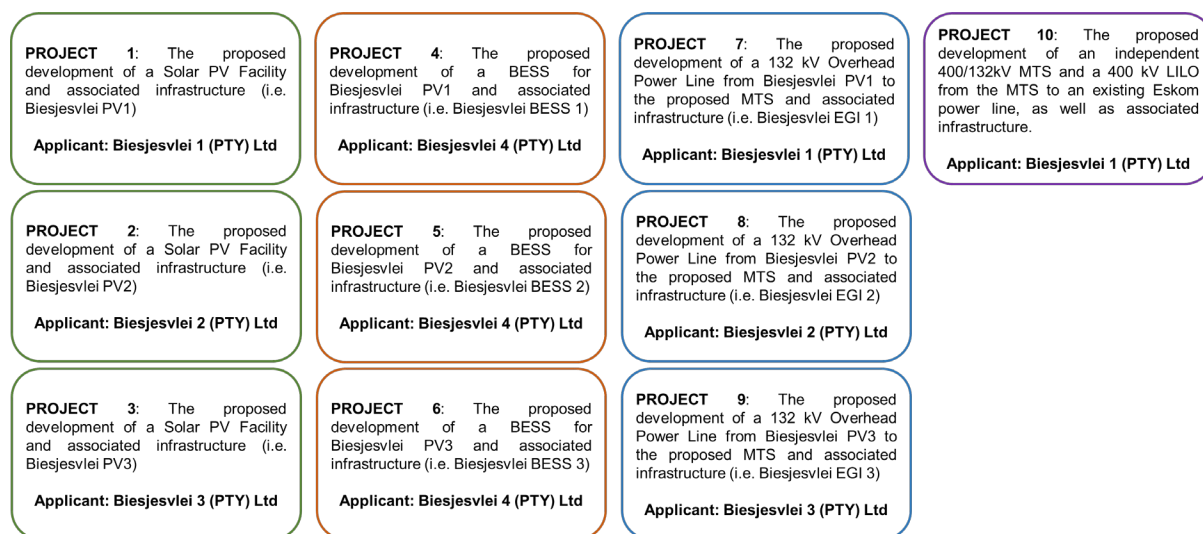 PROJECT 1: The proposed
development of a Solar PV Facility
and associated infrastructure (i.e.
Biesjesvlei PV1)
Applicant: Biesjesvlei 1 (PTY) Ltd
PROJECT 2: The proposed
development of a Solar PV Facility
and associated infrastructure (i.e.
Biesjesvlei PV2)
Applicant: Biesjesvlei 2 (PTY) Ltd
PROJECT 3: The proposed
development of a Solar PV Facility
and associated infrastructure (i.e.
Biesjesvlei PV3)
Applicant: Biesjesvlei 3 (PTY) Ltd
PROJECT 4: The proposed
development of a BESS for
Biesjesvlei PV1 and associated
infrastructure (i.e. Biesjesvlei BESS 1)
Applicant: Biesjesvlei 4 (PTY) Ltd
PROJECT 5: The proposed
development of a BESS for
Biesjesvlei PV2 and associated
infrastructure (i.e. Biesjesvlei BESS 2)
Applicant: Biesjesvlei 4 (PTY) Ltd
PROJECT 6: The proposed
development of a BESS for
Biesjesvlei PV3 and associated
infrastructure (i.e. Biesjesvlei BESS 3)
Applicant: Biesjesvlei 4 (PTY) Ltd
PROJECT 7: The proposed
development of a 132 kV Overhead
Power Line from Biesjesvlei PV1 to
the proposed MTS and associated
infrastructure (i.e. Biesjesvlei EGI 1)
Applicant: Biesjesvlei 1 (PTY) Ltd
PROJECT 8: The proposed
development of a 132 kV Overhead
Power Line from Biesjesvlei PV2 to
the proposed MTS and associated
infrastructure (i.e. Biesjesvlei EGI 2)
Applicant: Biesjesvlei 2 (PTY) Ltd
PROJECT 9: The proposed
development of a 132 kV Overhead
Power Line from Biesjesvlei PV3 to
the proposed MTS and associated
infrastructure (i.e. Biesjesvlei EGI 3)
Applicant: Biesjesvlei 3 (PTY) Ltd
PROJECT 10: The proposed
development of an independent
400/132kV MTS and a 400 kV LILO
from the MTS to an existing Eskom
power line, as well as associated
infrastructure.
Applicant: Biesjesvlei 1 (PTY) Ltd